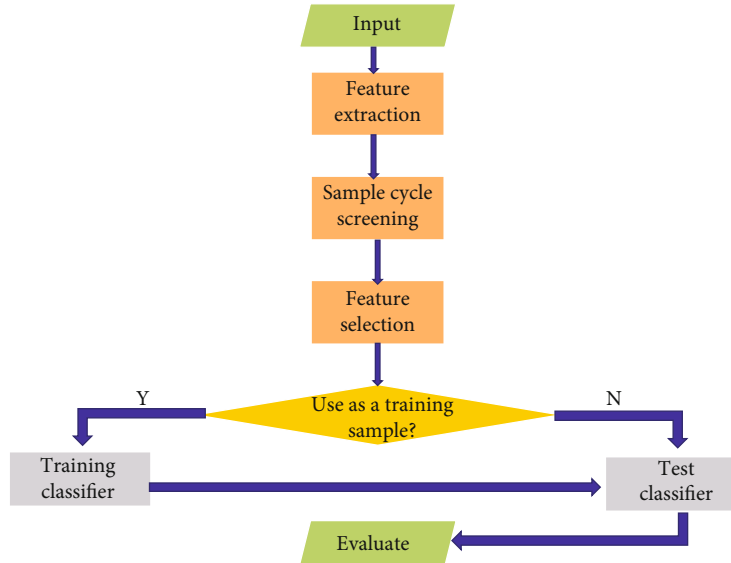 Input
Feature
extraction
Sample cycle
screening
Feature
selection
Y
Use as a training
sample?
N
Training
classifier
Test
classifier
Evaluate